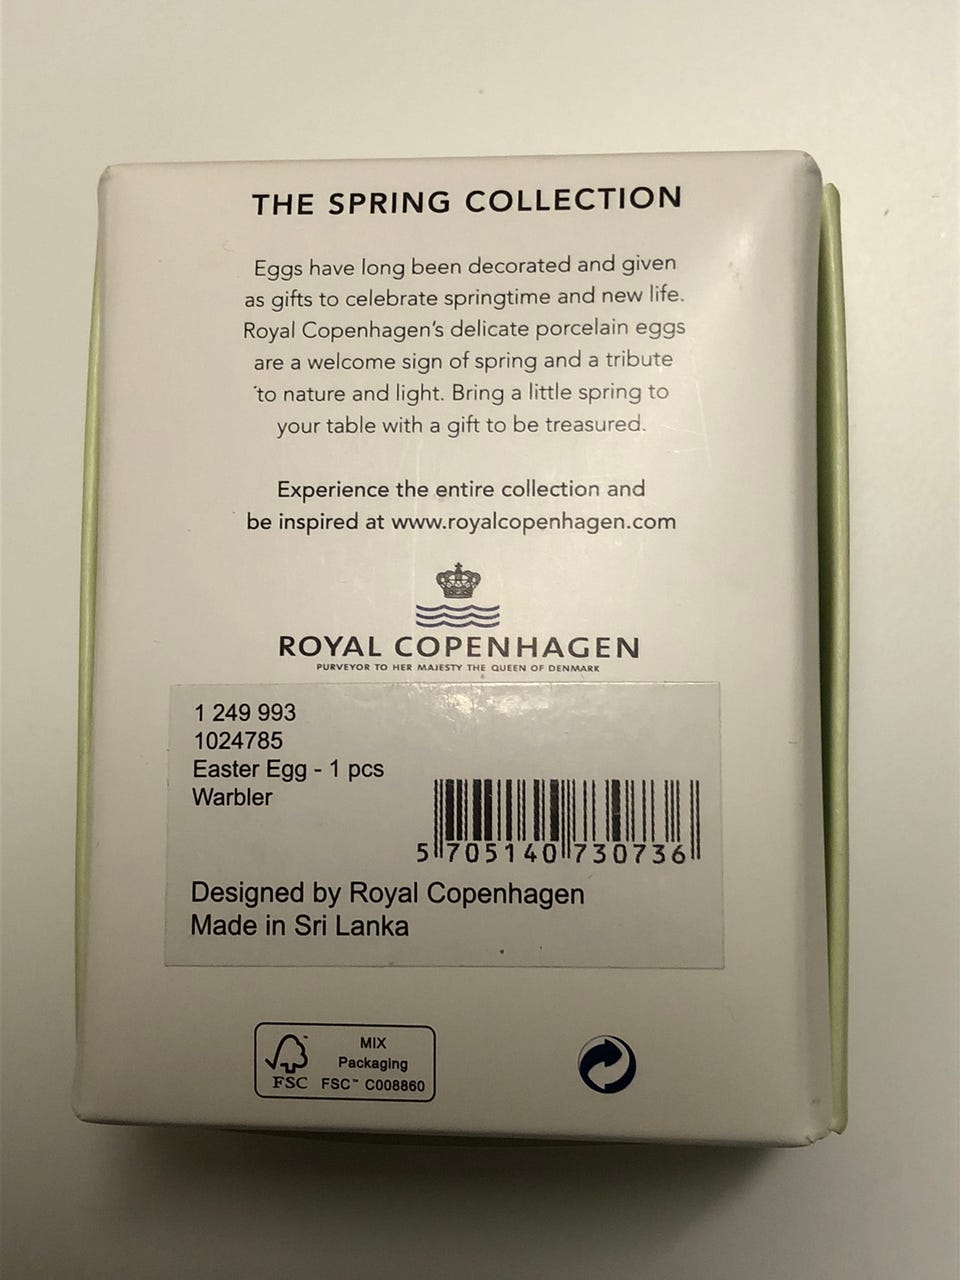 THE SPRING COLLECTION
Eggs have long been decorated and given
as gifts to celebrate springtime and new life.
Royal Copenhagen's delicate porcelain eggs
are a welcome sign of spring and a tribute
to nature and light. Bring a little spring to
your table with a gift to be treasured.
Experience the entire collection and
be inspired at www.royalcopenhagen.com
ROYAL COPENHAGEN
PURVEYOR TO HER MAJESTY THE QUEEN OF DENMARK
1 249 993
1024785
Easter Egg - 1 pcs
Warbler
5 705140 730736
Designed by Royal Copenhagen
Made in Sri Lanka
MIX
Packaging
FSC FSC™ C008860